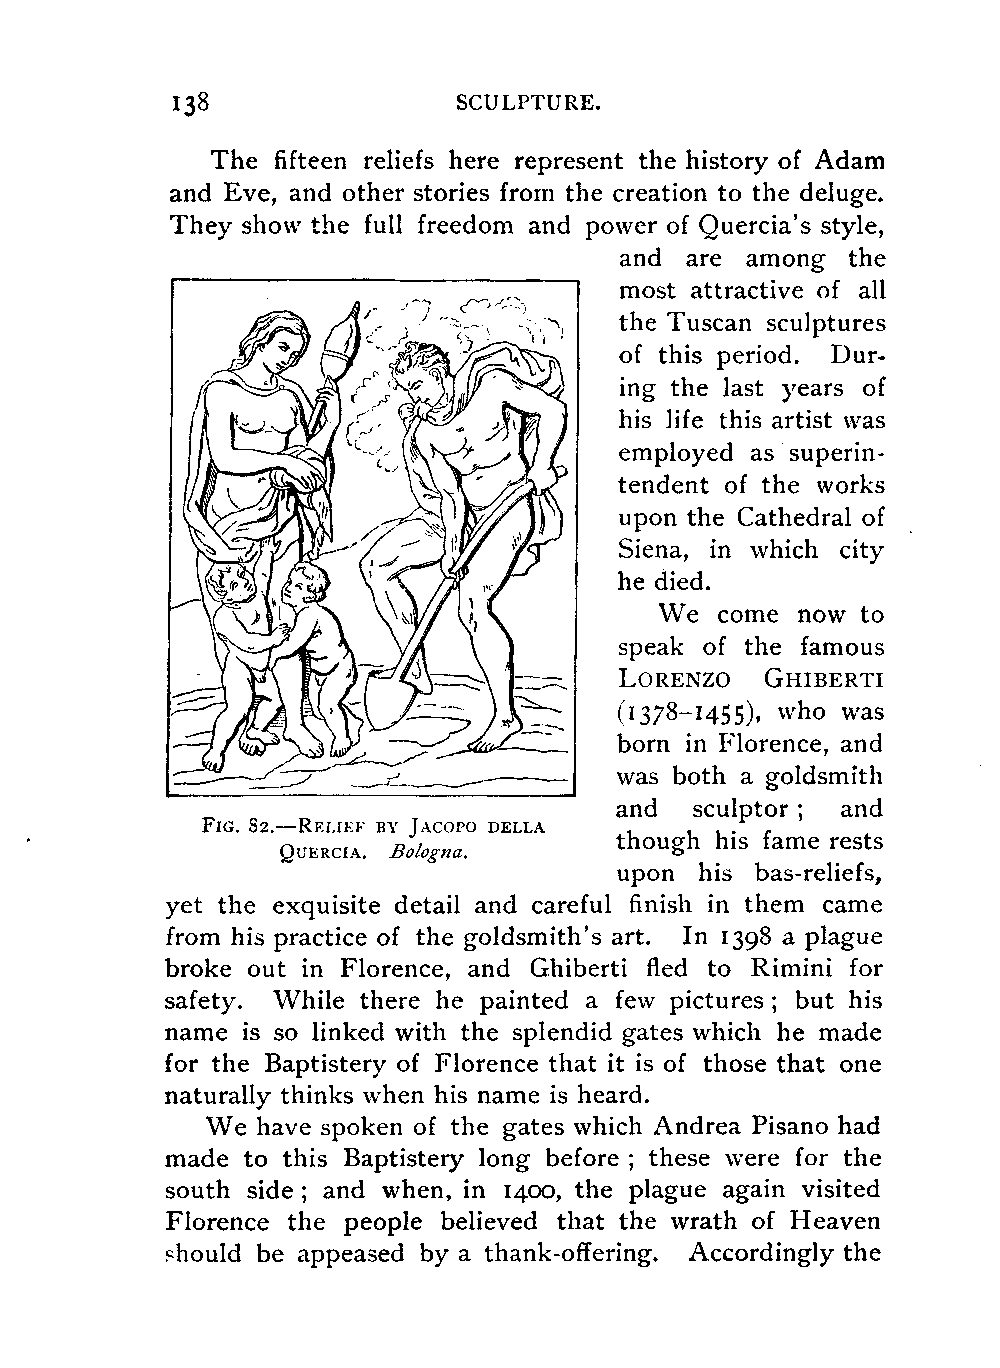 138 SCULPTURE.
The fifteen reliefs here represent the history of Adam
and Eve, and other stories from the creation to the deluge.
They show the full freedom and power of Quercia's style,
and are among the
most attractive of all
the Tuscan sculptures
of this period. Dur-
ing the last years of
his life this artist was
employed as superin-
tendent of the works
upon the Cathedral of
Siena, in which city
he died.
We come now to
speak of the famous
LORENZO GHIBERTI
(1378–1455), who was
born in Florence, and
was both a goldsmith
and sculptor ; and
though his fame rests
upon his bas-reliefs,
FIG. 82.—RELIEF BY JACOPO DELLA
QUERCIA. Bologna.
yet the exquisite detail and careful finish in them came
from his practice of the goldsmith's art. In 1398 a plague
broke out in Florence, and Ghiberti fled to Rimini for
safety. While there he painted a few pictures ; but his
name is so linked with the splendid gates which he made
for the Baptistery of Florence that it is of those that one
naturally thinks when his name is heard.
We have spoken of the gates which Andrea Pisano had
made to this Baptistery long before ; these were for the
south side ; and when, in 1400, the plague again visited
Florence the people believed that the wrath of Heaven
should be appeased by a thank-offering. Accordingly the